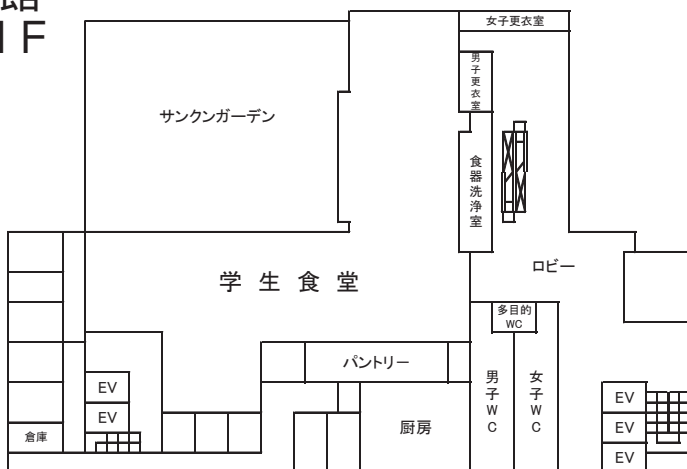 1F
女子更衣室
男子更衣室
サンクンガーデン
食器洗浄室
ロビー
学生食堂
多目的
WC
パントリー
男子WC
女子WC
EV
EV
倉庫
厨房
EV
EV
EV